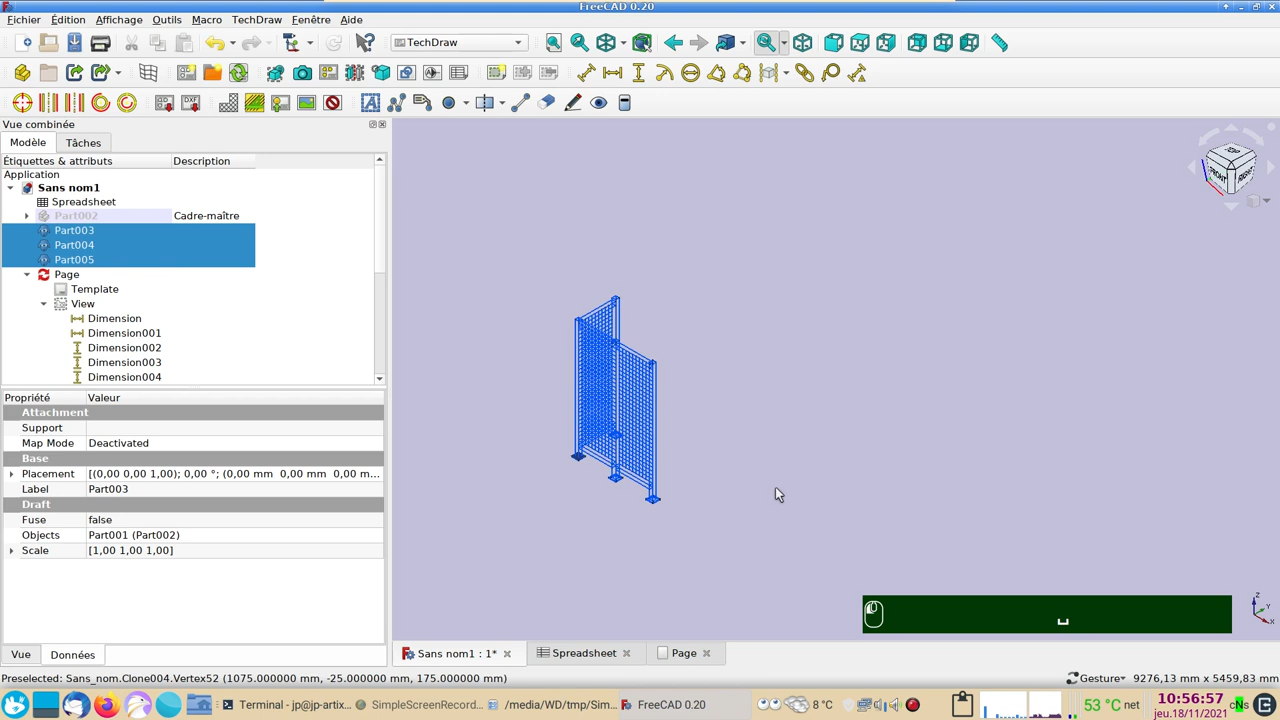 FreeCAD 0.20
Fichier Édition Affichage Outils Macro TechDraw Fenêtre Aide
TechDraw
Vue combinée
Modèle Tâches
Étiquettes & attributs Description
Application
Sans nom1
Spreadsheet
Part002 Cadre-maître
Part003
Part004
Part005
Page
Template
View
Dimension
Dimension001
Dimension002
Dimension003
Dimension004
Propriété Valeur
Attachment
Support
Map Mode Deactivated
Base
Placement [(0,00 0,00 1,00); 0,00 °; (0,00 mm 0,00 mm 0,00 m...
Label Part003
Draft
Fuse false
Objects Part001 (Part002)
Scale [1,00 1,00 1,00]
Vue Données
FRONT RIGHT
Z Y X
Sans nom1 : 1* Spreadsheet Page
Preselected: Sans_nom.Clone004.Vertex52 (1075.000000 mm, -25.000000 mm, 175.000000 mm) Gesture 9276,13 mm x 5459,83 mm
Terminal - jp@jp-artix... SimpleScreenRecord... /media/WD/tmp/Sim... FreeCAD 0.20 8 °C 53 °C net 10:56:57
jeu.18/11/2021